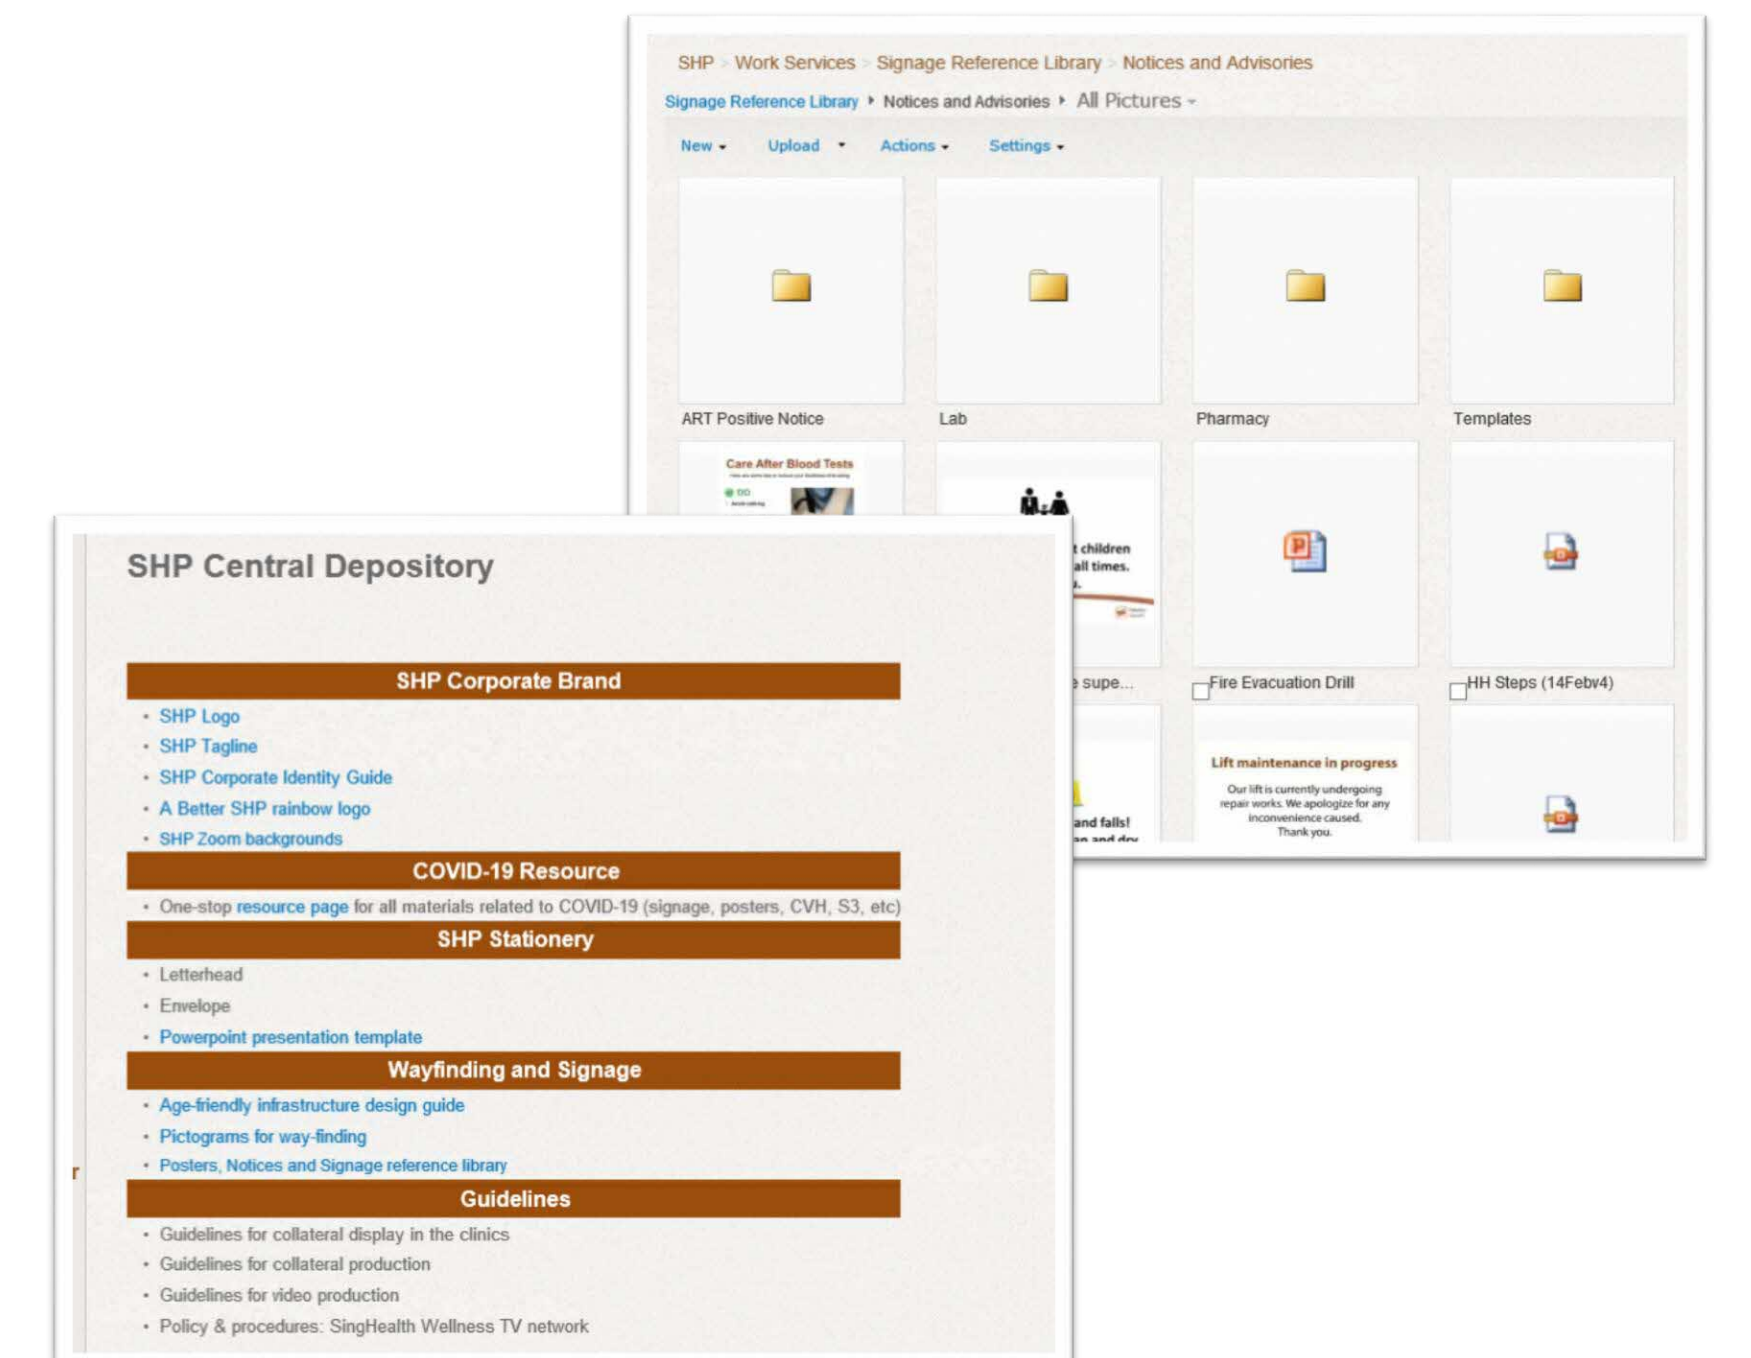 SHP > Work Services > Signage Reference Library > Notices and Advisories
Signage Reference Library ▸ Notices and Advisories ▸ All Pictures
New Upload Actions Settings
ART Positive Notice
Lab
Pharmacy
Templates
Care After Blood Tests
DO
t children
all times.
e supe...
Fire Evacuation Drill
HH Steps (14Febv4)
and falls!
Lift maintenance in progress
Our lift is currently undergoing
repair works. We apologize for any
inconvenience caused.
Thank you.
SHP Central Depository
SHP Corporate Brand
• SHP Logo
• SHP Tagline
• SHP Corporate Identity Guide
• A Better SHP rainbow logo
• SHP Zoom backgrounds
COVID-19 Resource
• One-stop resource page for all materials related to COVID-19 (signage, posters, CVH, S3, etc)
SHP Stationery
• Letterhead
• Envelope
• Powerpoint presentation template
Wayfinding and Signage
• Age-friendly infrastructure design guide
• Pictograms for way-finding
• Posters, Notices and Signage reference library
r
Guidelines
• Guidelines for collateral display in the clinics
• Guidelines for collateral production
• Guidelines for video production
• Policy & procedures: SingHealth Wellness TV network